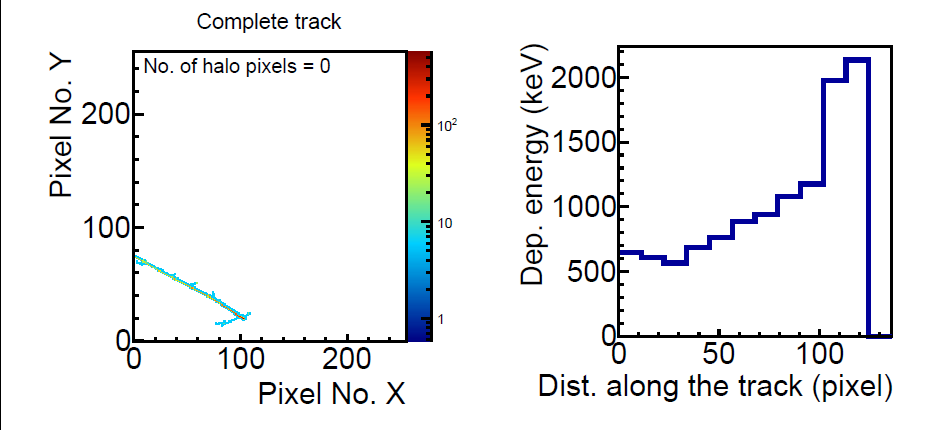 Complete track
No. of halo pixels = 0
Pixel No. Y
200
100
0
0
100
200
Pixel No. X
10²
10
1
Dep. energy (keV)
2000
1500
1000
500
0
0
50
100
Dist. along the track (pixel)